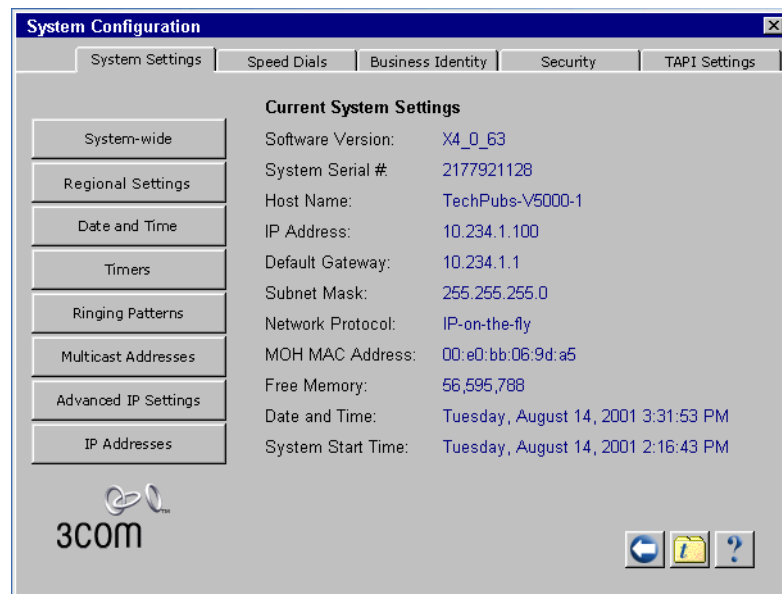 System Configuration
System Settings
Speed Dials
Business Identity
Security
TAPI Settings
Current System Settings
System-wide
Regional Settings
Date and Time
Timers
Ringing Patterns
Multicast Addresses
Advanced IP Settings
IP Addresses
Software Version: X4_0_63
System Serial #: 2177921128
Host Name: TechPubs-V5000-1
IP Address: 10.234.1.100
Default Gateway: 10.234.1.1
Subnet Mask: 255.255.255.0
Network Protocol: IP-on-the-fly
MOH MAC Address: 00:e0:bb:06:9d:a5
Free Memory: 56,595,788
Date and Time: Tuesday, August 14, 2001 3:31:53 PM
System Start Time: Tuesday, August 14, 2001 2:16:43 PM
3com
t
?